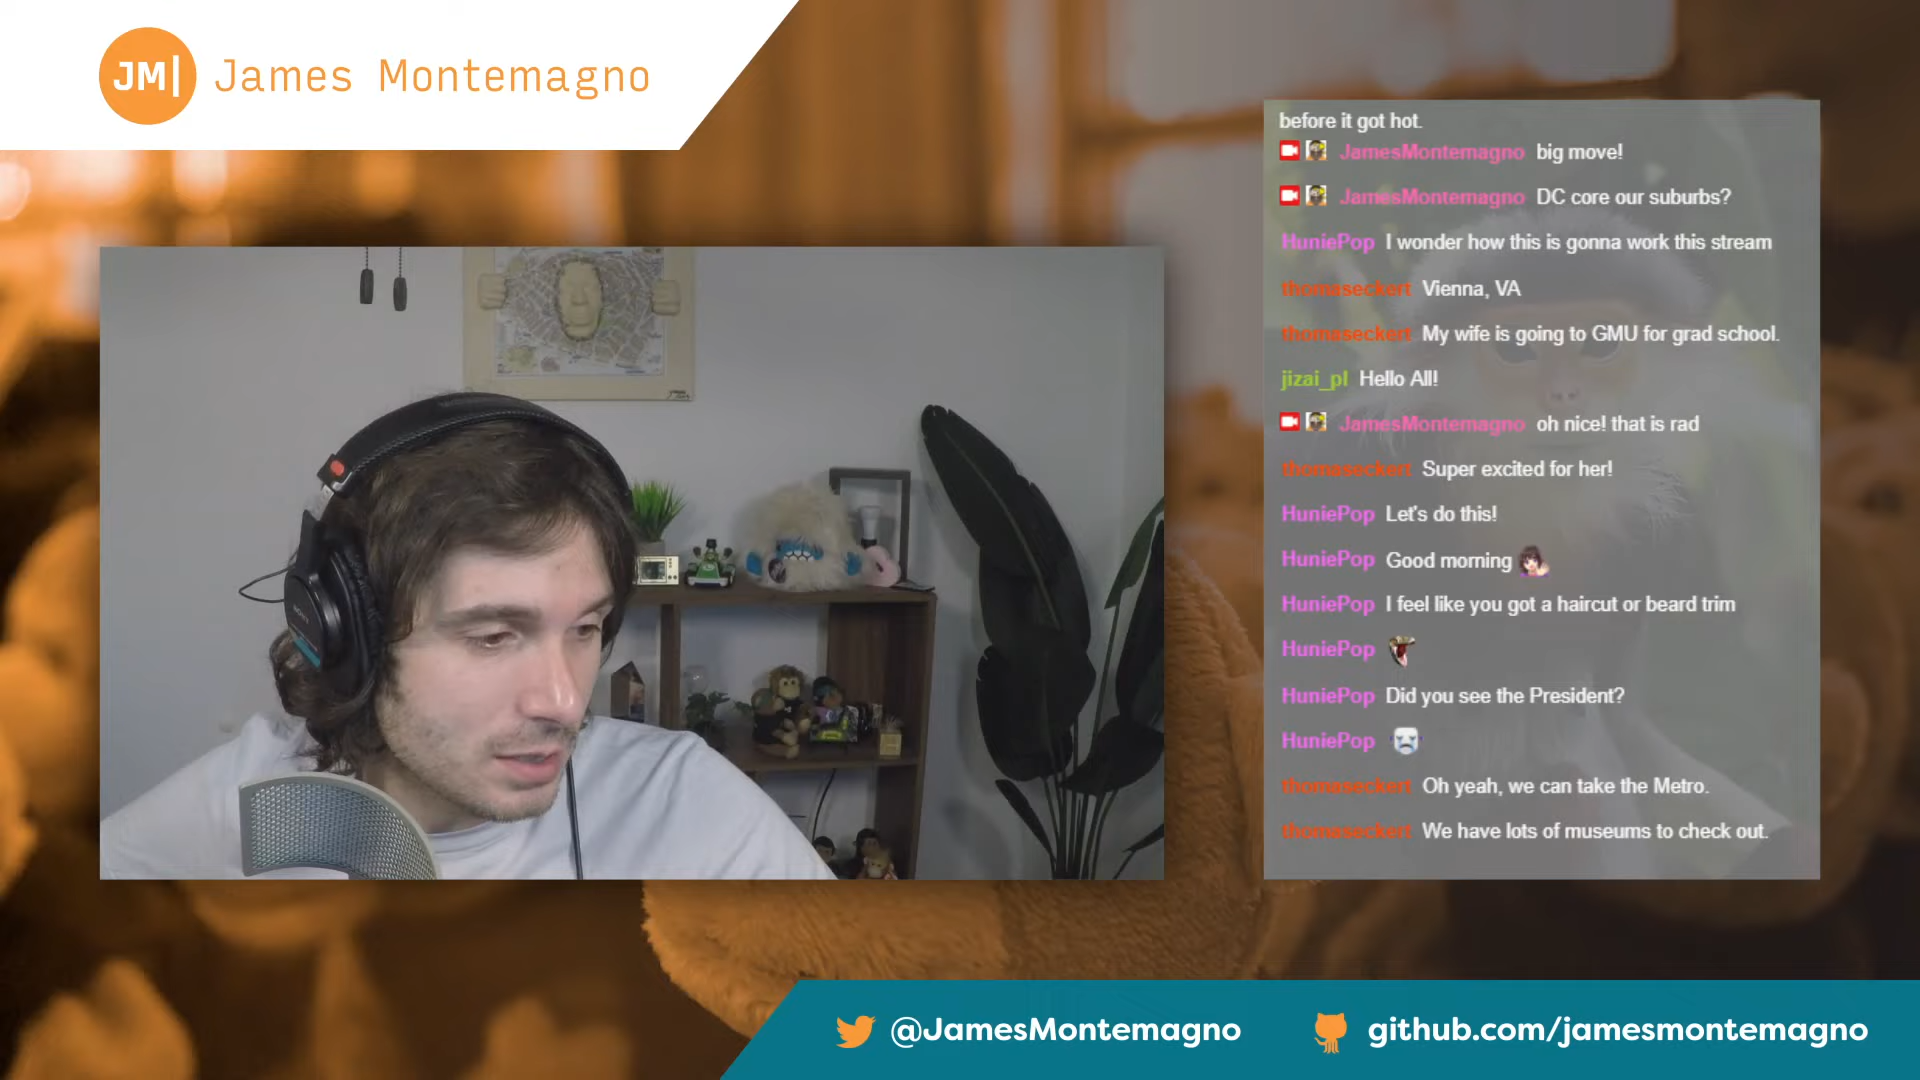 JM| James Montemagno
before it got hot.
JamesMontemagno big move!
JamesMontemagno DC core our suburbs?
HuniePop I wonder how this is gonna work this stream
thomaseckert Vienna, VA
thomaseckert My wife is going to GMU for grad school.
jizai_pl Hello All!
JamesMontemagno oh nice! that is rad
thomaseckert Super excited for her!
HuniePop Let's do this!
HuniePop Good morning
HuniePop I feel like you got a haircut or beard trim
HuniePop
HuniePop Did you see the President?
HuniePop
thomaseckert Oh yeah, we can take the Metro.
thomaseckert We have lots of museums to check out.
@JamesMontemagno
github.com/jamesmontemagno